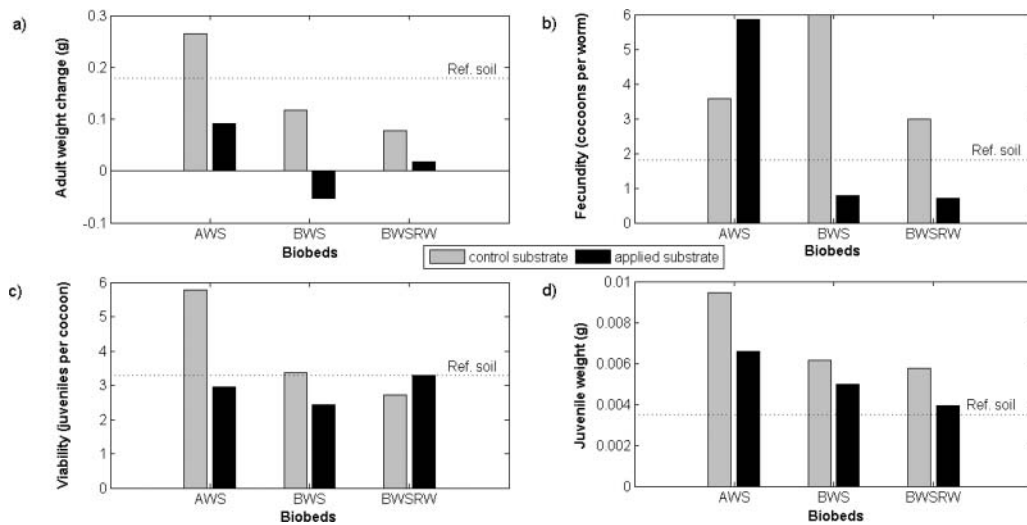 a)
Adult weight change (g)
0.3
0.2
0.1
0
-0.1
Ref. soil
AWS BWS BWSRW
Biobeds
b)
Fecundity (cocoons per worm)
6
5
4
3
2
1
0
Ref. soil
AWS BWS BWSRW
Biobeds
control substrate applied substrate
c)
Viability (juveniles per cocoon)
6
5
4
3
2
1
0
Ref. soil
AWS BWS BWSRW
Biobeds
d)
Juvenile weight (g)
0.01
0.008
0.006
0.004
0.002
0
Ref. soil
AWS BWS BWSRW
Biobeds